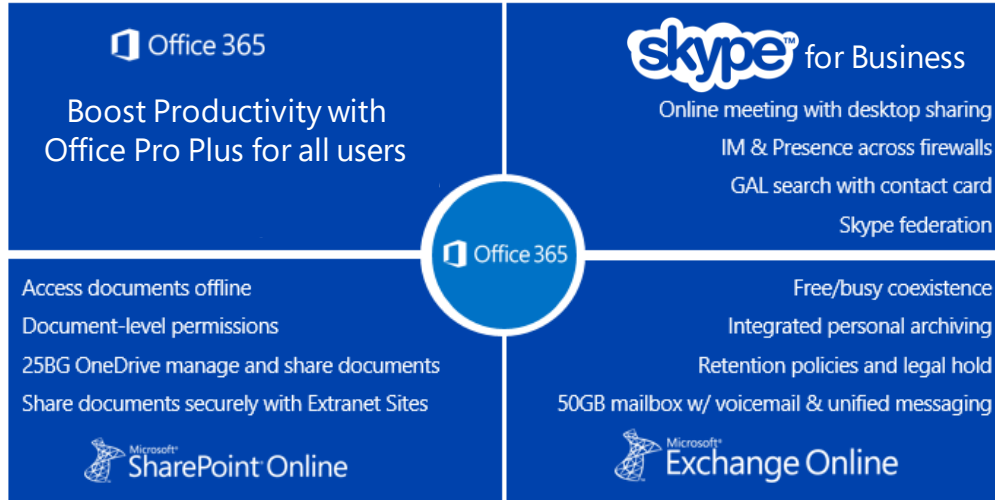 Office 365
Boost Productivity with
Office Pro Plus for all users
skype™ for Business
Online meeting with desktop sharing
IM & Presence across firewalls
GAL search with contact card
Skype federation
Office 365
Access documents offline
Document-level permissions
25BG OneDrive manage and share documents
Share documents securely with Extranet Sites
Microsoft®
SharePoint® Online
Free/busy coexistence
Integrated personal archiving
Retention policies and legal hold
50GB mailbox w/ voicemail & unified messaging
Microsoft®
Exchange Online